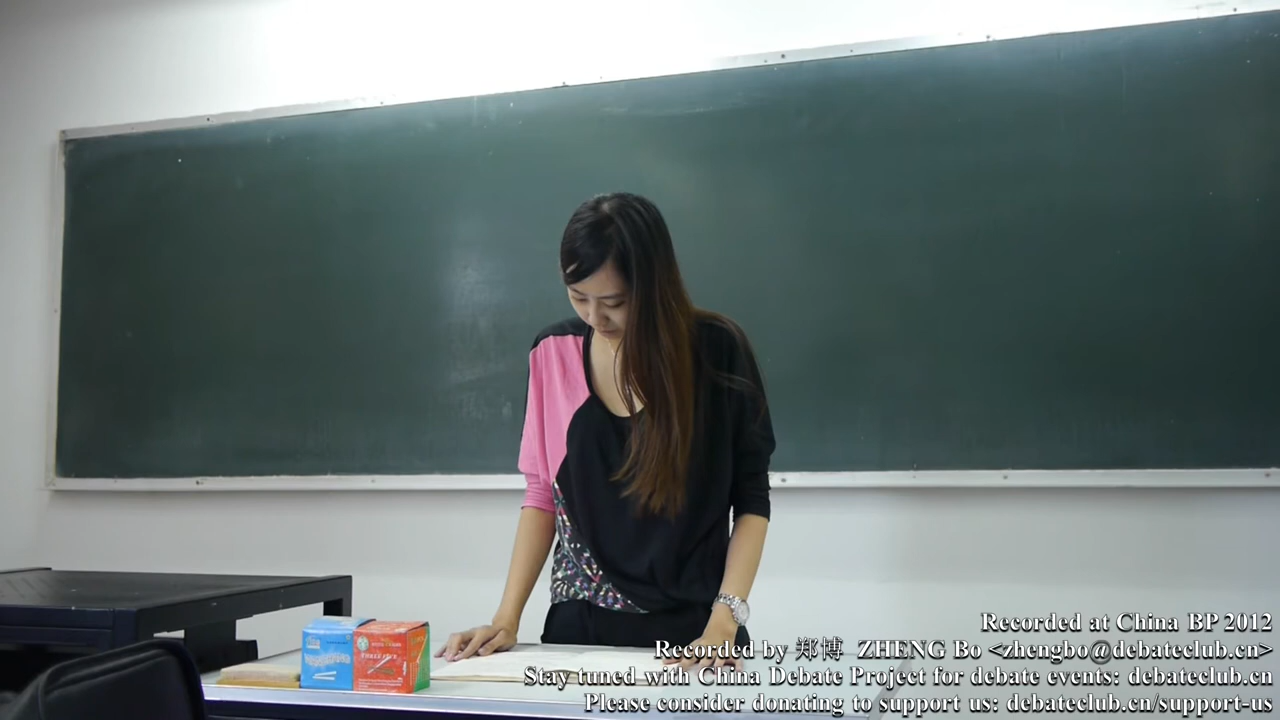 Recorded at China BP 2012
Recorded by 郑博 ZHENG Bo <zhengbo@debateclub.cn>
Stay tuned with China Debate Project for debate events: debateclub.cn
Please consider donating to support us: debateclub.cn/support-us